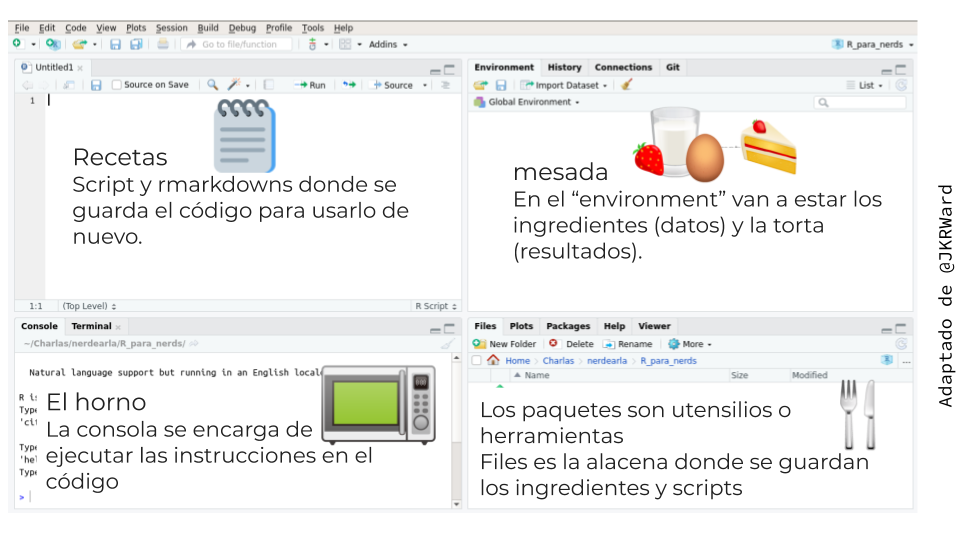 File Edit Code View Plots Session Build Debug Profile Tools Help
Go to file/function Addins R_para_nerds
Untitled1
Source on Save Run Source
1
Recetas
Script y rmarkdowns donde se
guarda el código para usarlo de
nuevo.
1:1 (Top Level) R Script
Environment History Connections Git
Import Dataset List
Global Environment
mesada
En el “environment” van a estar los
ingredientes (datos) y la torta
(resultados).
Console Terminal
~/Charlas/nerdearla/R_para_nerds/
Natural language support but running in an English
R
Type
Type
Type
>
El horno
La consola se encarga de
ejecutar las instrucciones en el
código
Files Plots Packages Help Viewer
New Folder Delete Rename More
Home Charlas nerdearla R_para_nerds
Name Size Modified
Los paquetes son utensilios o
herramientas
Files es la alacena donde se guardan
los ingredientes y scripts
Adaptado de @JKRWard